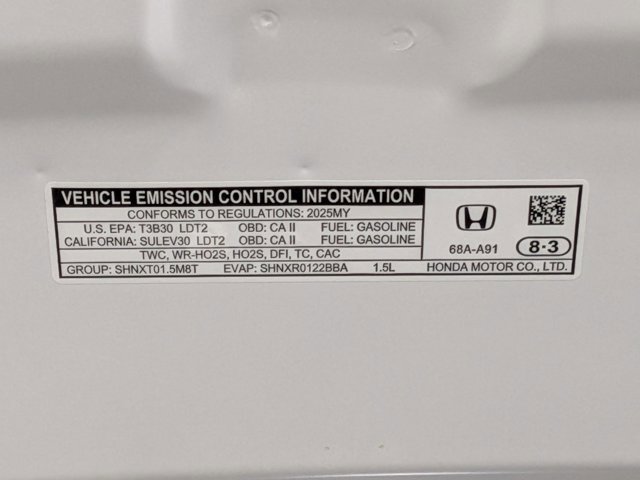 VEHICLE EMISSION CONTROL INFORMATION
CONFORMS TO REGULATIONS: 2025MY
U.S. EPA: T3B30 LDT2 OBD: CA II FUEL: GASOLINE
CALIFORNIA: SULEV30 LDT2 OBD: CA II FUEL: GASOLINE
TWC, WR-HO2S, HO2S, DFI, TC, CAC
GROUP: SHNXT01.5M8T EVAP: SHNXR0122BBA 1.5L
68A-A91 8-3
HONDA MOTOR CO., LTD.